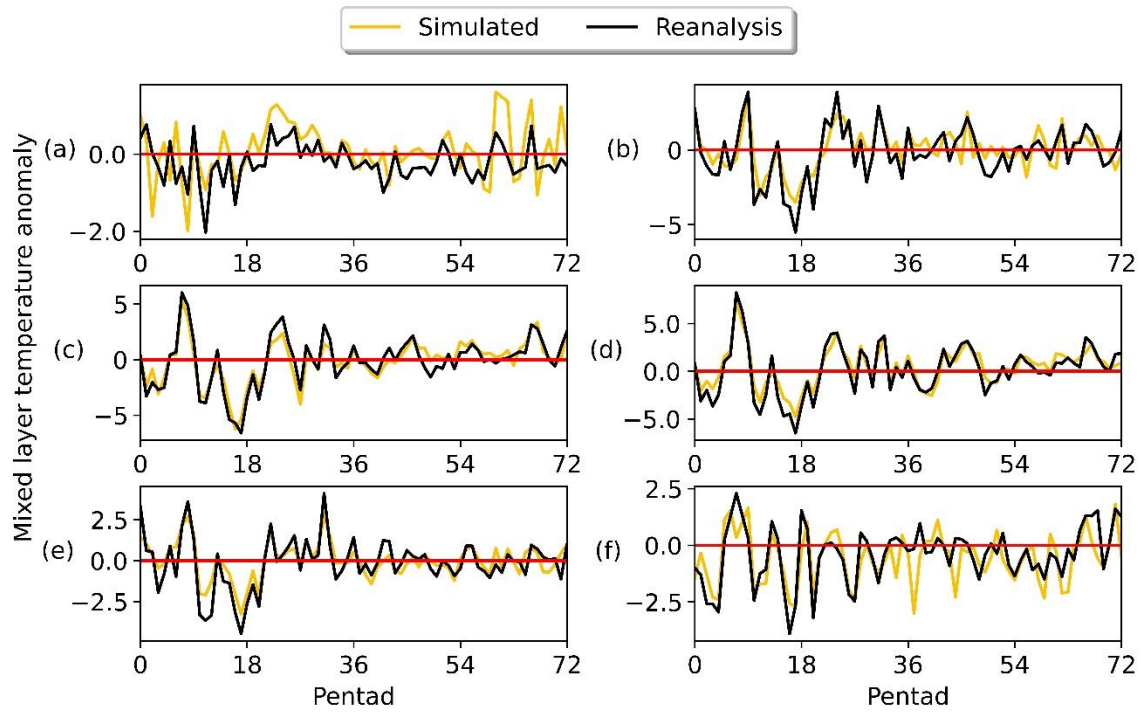 Simulated Reanalysis
Mixed layer temperature anomaly
(a)
0.0
−2.0
0 18 36 54 72
(b)
0
−5
0 18 36 54 72
(c)
5
0
−5
0 18 36 54 72
(d)
5.0
0.0
−5.0
0 18 36 54 72
(e)
2.5
0.0
−2.5
0 18 36 54 72
Pentad
(f)
2.5
0.0
−2.5
0 18 36 54 72
Pentad